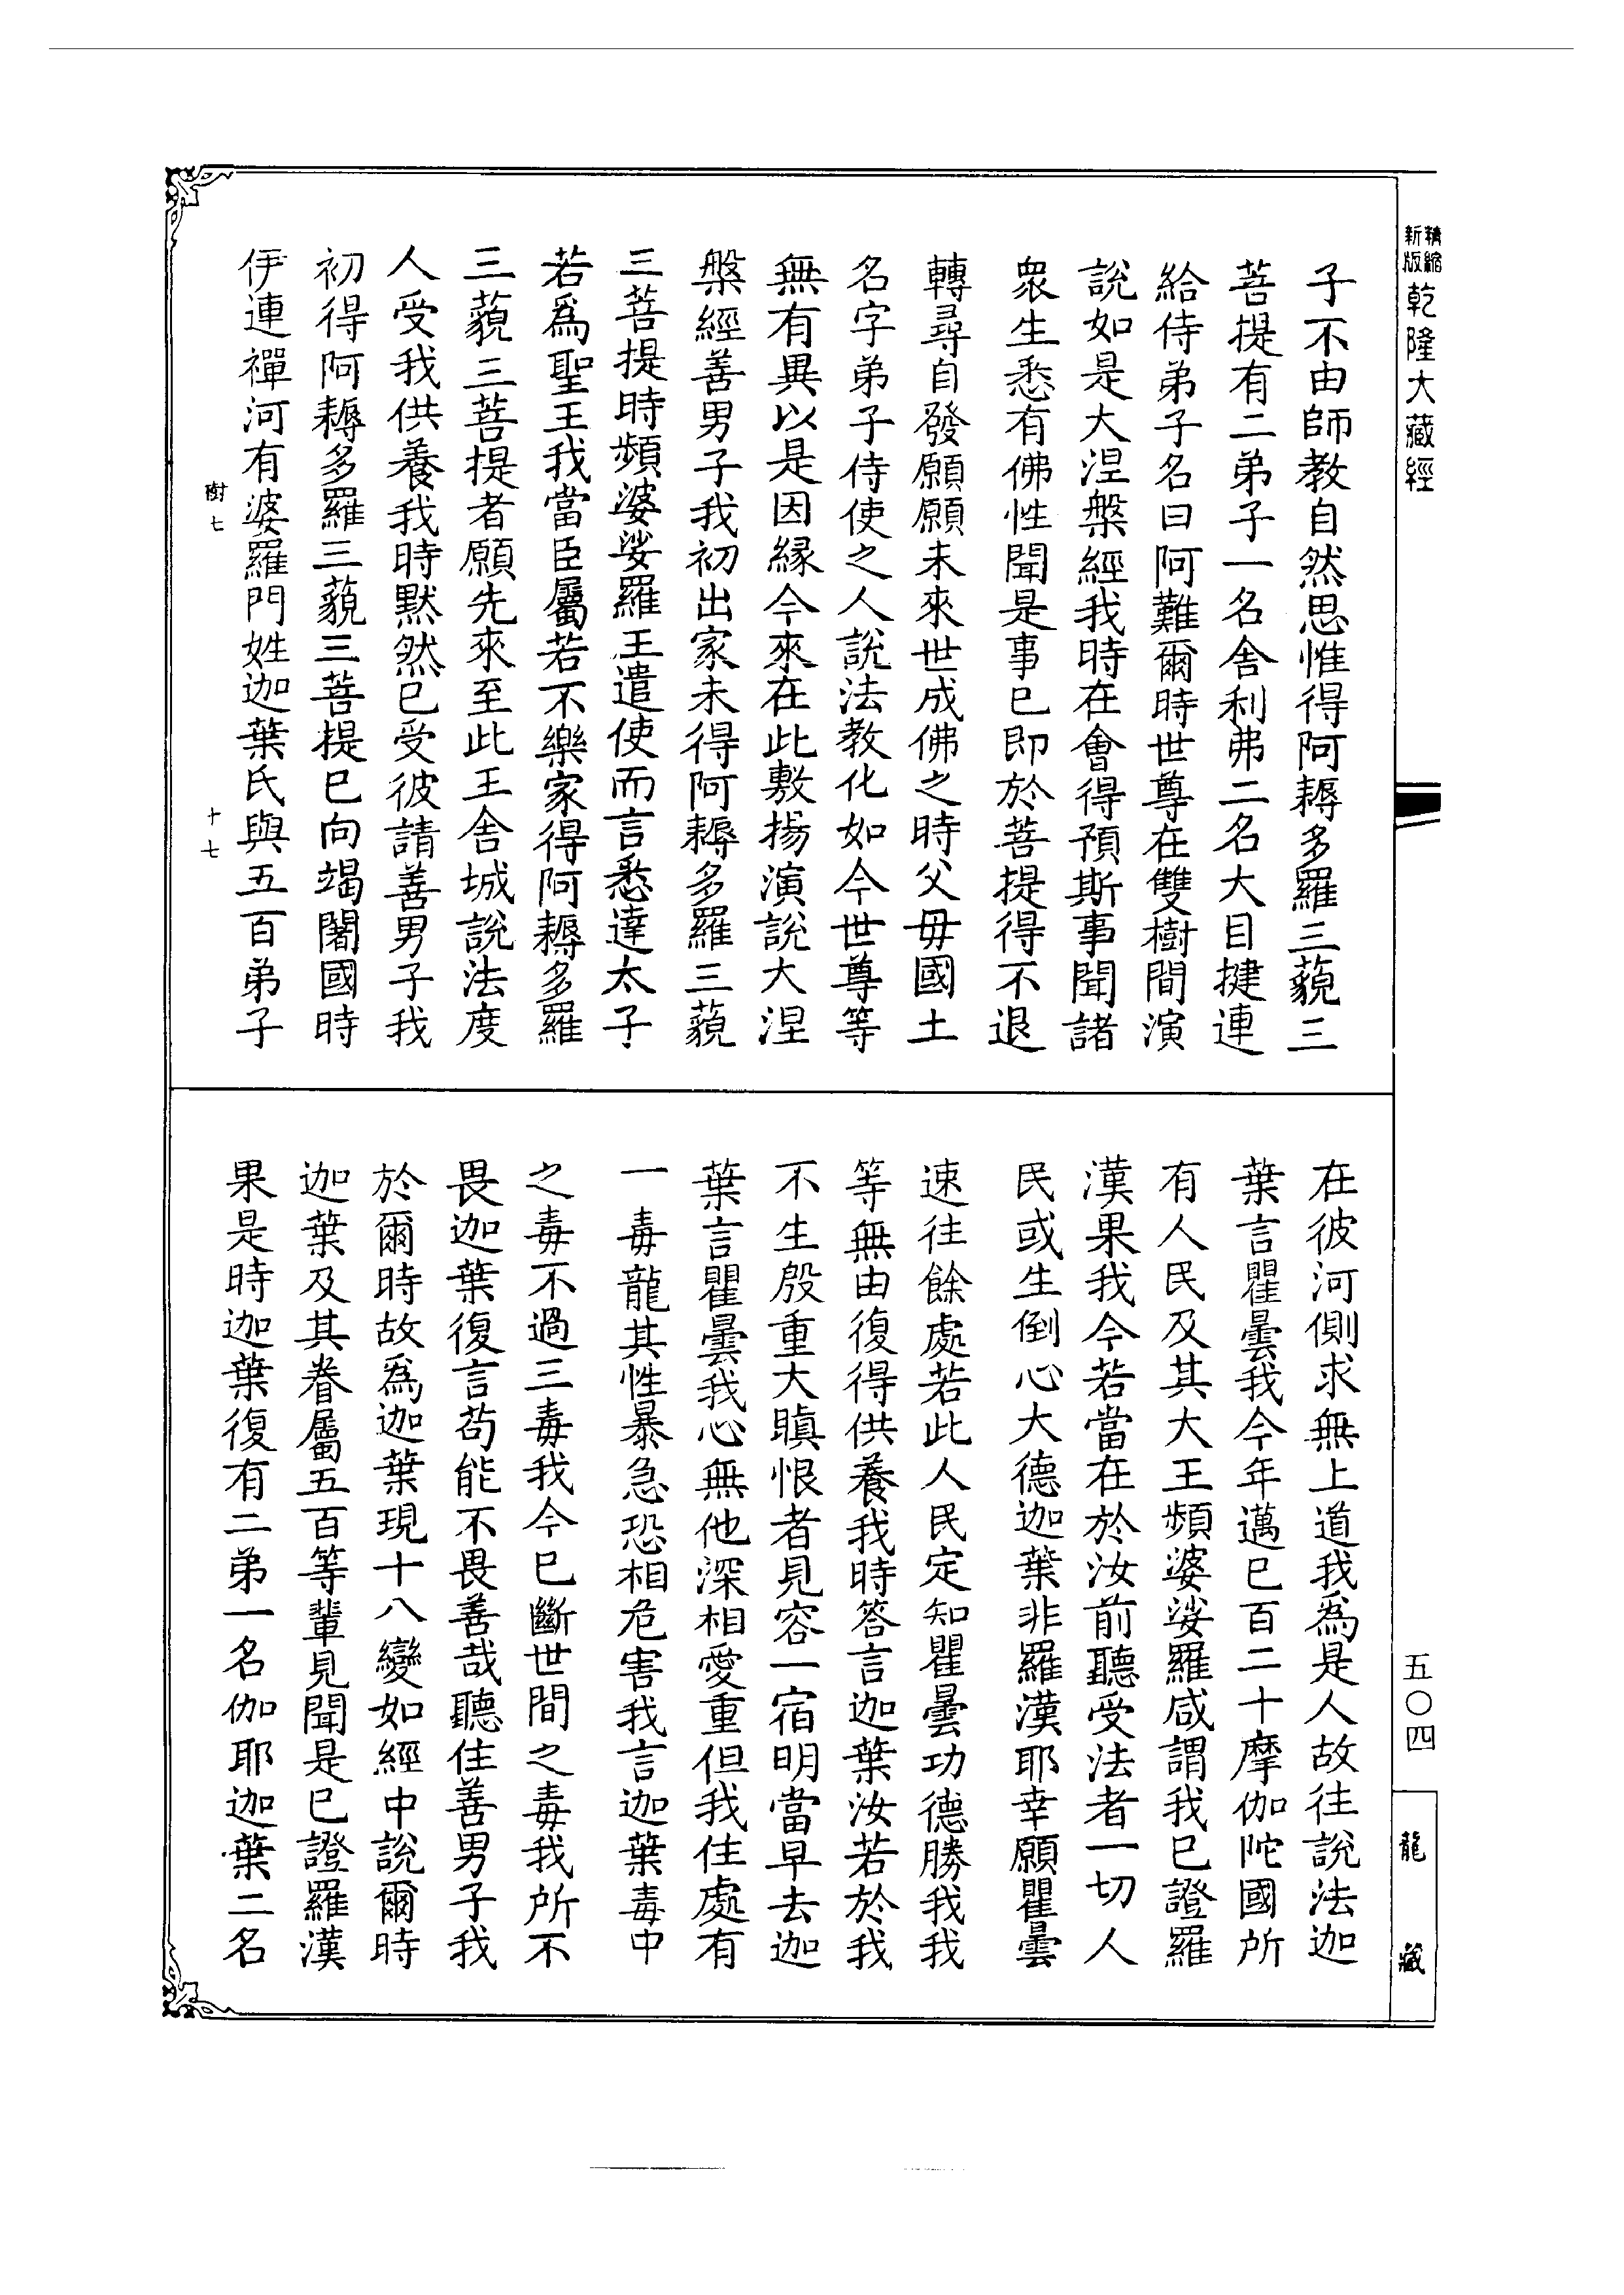 精縮
新版
乾隆大藏經
子不由師教自然思惟得阿耨多羅三藐三
菩提有二弟子一名舍利弗二名大目揵連
給侍弟子名曰阿難爾時世尊在雙樹間演
說如是大涅槃經我時在會得預斯事聞諸
衆生悉有佛性聞是事已即於菩提得不退
轉尋自發願願未來世成佛之時父毋國土
名字弟子侍使之人說法教化如今世尊等
無有異以是因緣今來在此敷揚演說大涅
槃經善男子我初出家未得阿耨多羅三藐
三菩提時頻婆娑羅王遣使而言悉達太子
若爲聖王我當臣屬若不樂家得阿耨多羅
三藐三菩提者願先來至此王舍城說法度
人受我供養我時默然已受彼請善男子我
初得阿耨多羅三藐三菩提已向竭闍國時
伊連禪河有婆羅門姓迦葉氏與五百弟子
樹七
十七
在彼河側求無上道我爲是人故往說法迦
葉言瞿曇我今年邁已百二十摩伽陀國所
有人民及其大王頻婆娑羅咸謂我已證羅
漢果我今若當在於汝前聽受法者一切人
民或生倒心大德迦葉非羅漢耶幸願瞿曇
速往餘處若此人民定知瞿曇功德勝我我
等無由復得供養我時答言迦葉汝若於我
不生殷重大瞋恨者見容一宿明當早去迦
葉言瞿曇我心無他深相愛重但我住處有
一毒龍其性暴急恐相危害我言迦葉毒中
之毒不過三毒我今已斷世間之毒我所不
畏迦葉復言苟能不畏善哉聽住善男子我
於爾時故爲迦葉現十八變如經中說爾時
迦葉及其眷屬五百等輩見聞是已證羅漢
果是時迦葉復有二弟一名伽耶迦葉二名
五〇四
龍藏